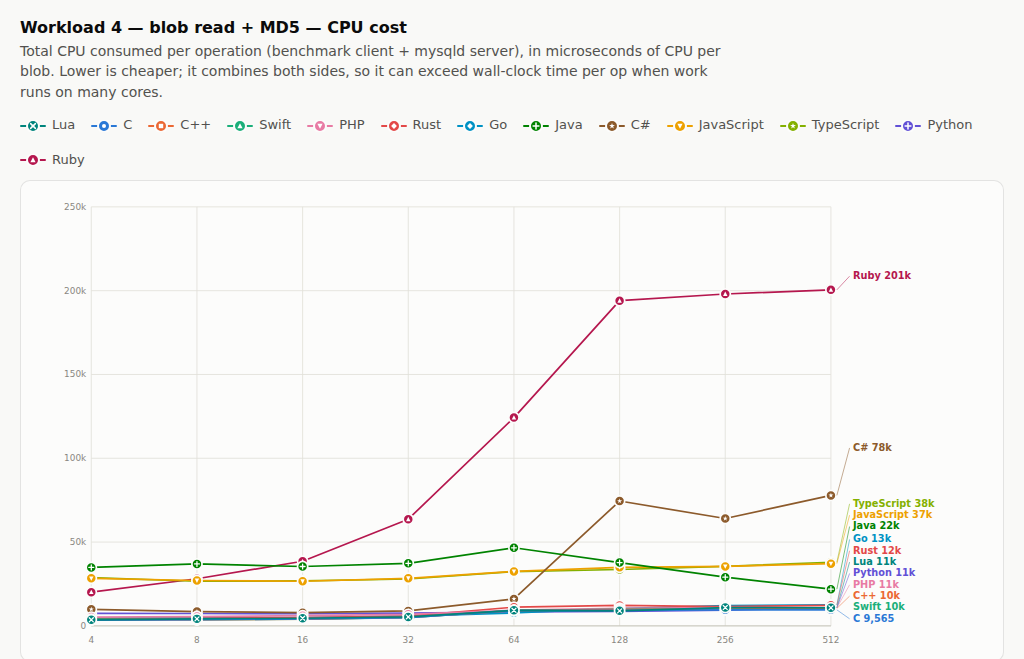 Workload 4 — blob read + MD5 — CPU cost
Total CPU consumed per operation (benchmark client + mysqld server), in microseconds of CPU per
blob. Lower is cheaper; it combines both sides, so it can exceed wall-clock time per op when work
runs on many cores.
Lua C C++ Swift PHP Rust Go Java C# JavaScript TypeScript Python
Ruby
250k
200k
150k
100k
50k
0
4 8 16 32 64 128 256 512
Ruby 201k
C# 78k
TypeScript 38k
JavaScript 37k
Java 22k
Go 13k
Rust 12k
Lua 11k
Python 11k
PHP 11k
C++ 10k
Swift 10k
C 9,565